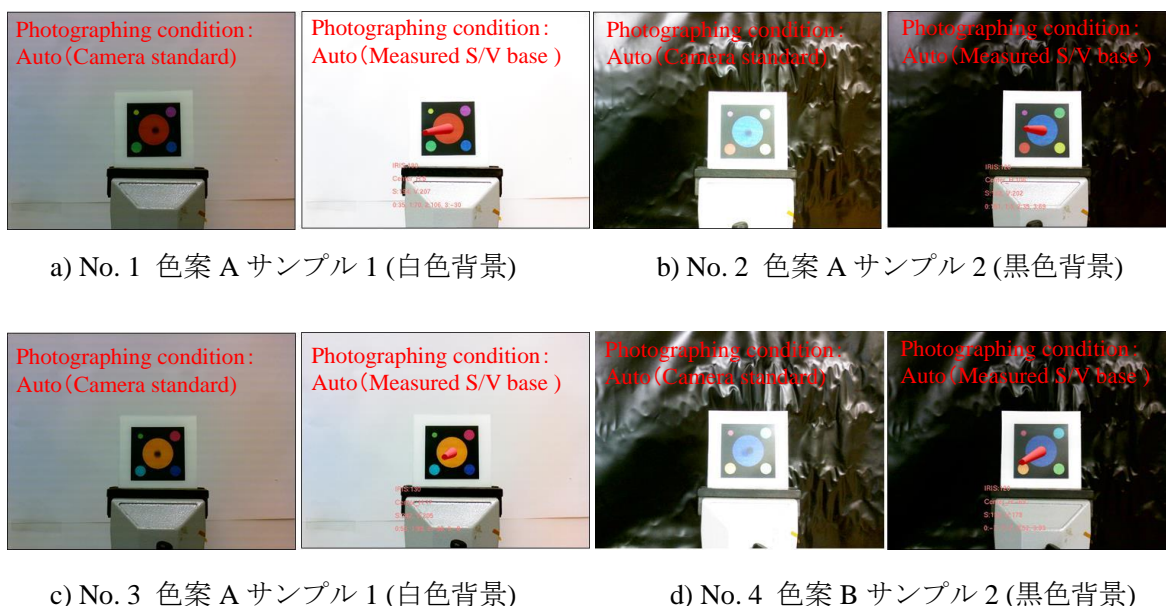 Photographing condition:
Auto(Camera standard)
Photographing condition:
Auto(Measured S/V base )
Photographing condition:
Auto(Camera standard)
Photographing condition:
Auto(Measured S/V base )
a) No. 1 色案 A サンプル 1 (白色背景)
b) No. 2 色案 A サンプル 2 (黒色背景)
Photographing condition:
Auto(Camera standard)
Photographing condition:
Auto(Measured S/V base )
Photographing condition:
Auto(Camera standard)
Photographing condition:
Auto(Measured S/V base )
c) No. 3 色案 A サンプル 1 (白色背景)
d) No. 4 色案 B サンプル 2 (黒色背景)